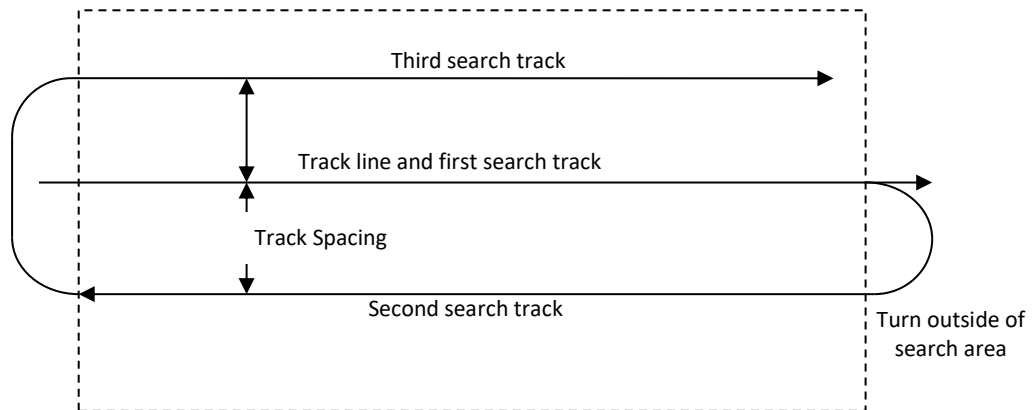 Third search track
Track line and first search track
Track Spacing
Second search track
Turn outside of
search area